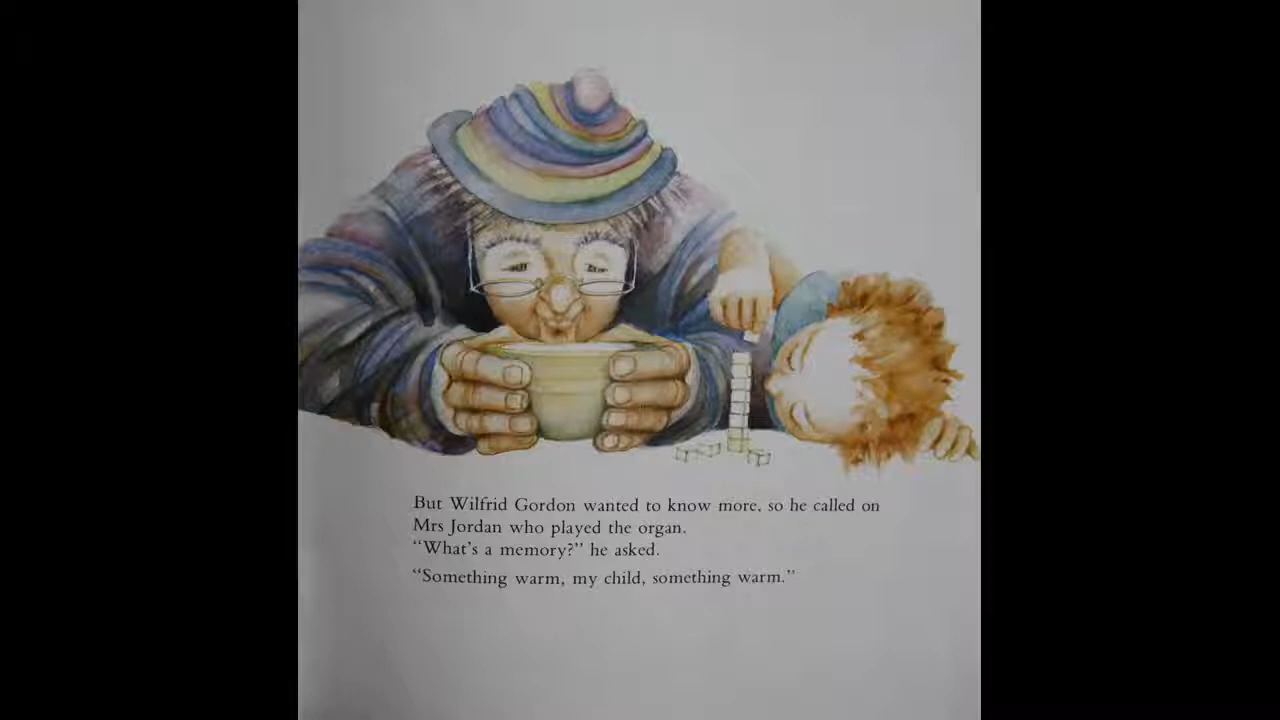 But Wilfrid Gordon wanted to know more, so he called on
Mrs Jordan who played the organ.
“What's a memory?” he asked.
“Something warm, my child, something warm.”